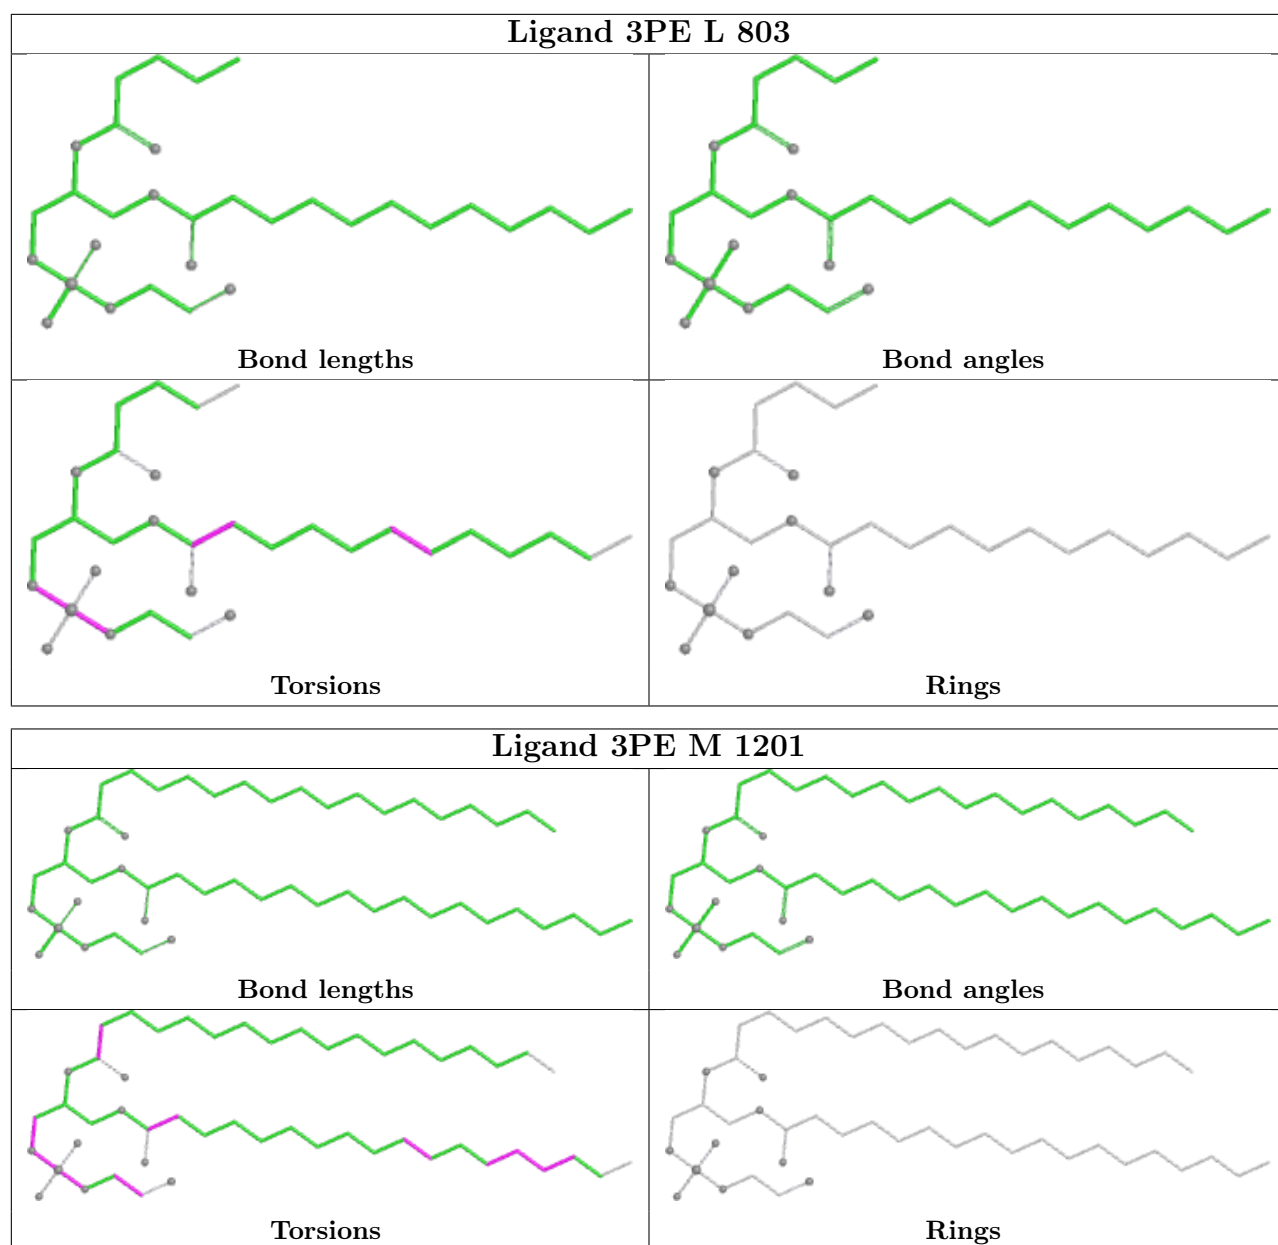 Ligand 3PE L 803
Bond lengths
Bond angles
Torsions
Rings
Ligand 3PE M 1201
Bond lengths
Bond angles
Torsions
Rings